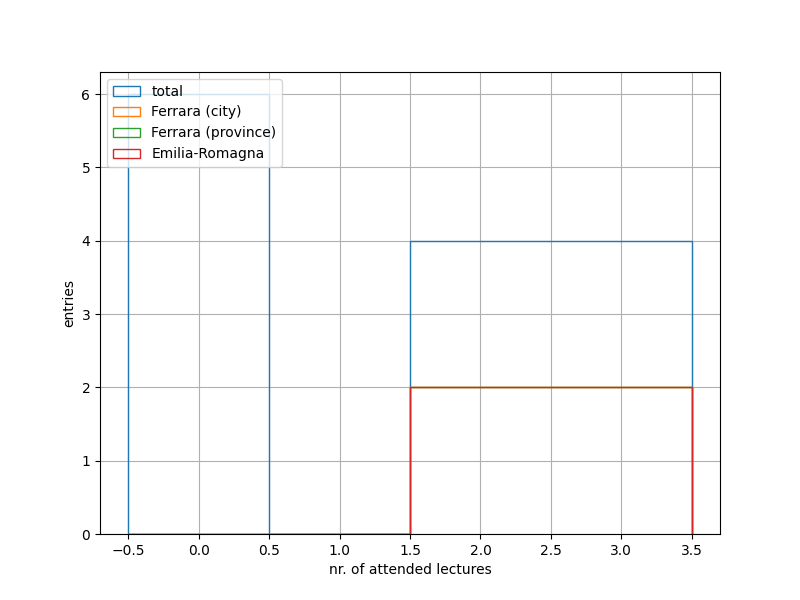 total
Ferrara (city)
Ferrara (province)
Emilia-Romagna
6
5
4
3
2
1
0
entries
−0.5 0.0 0.5 1.0 1.5 2.0 2.5 3.0 3.5
nr. of attended lectures